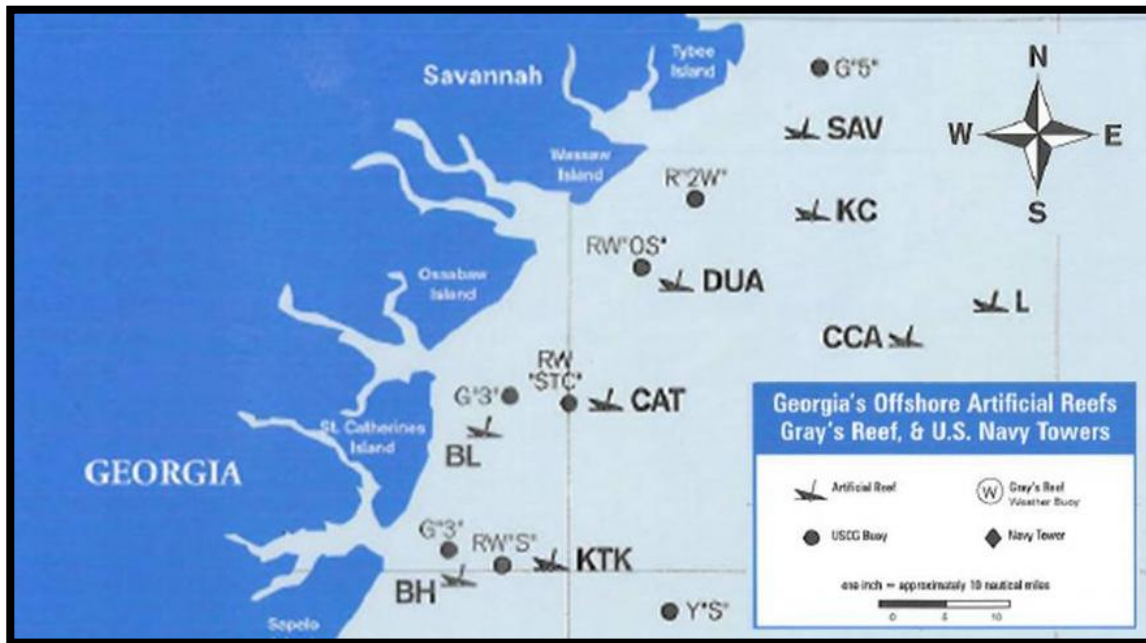 Tybee
Island
Savannah
G"5"
N
W
E
S
SAV
Wassaw
Island
R"2W"
KC
RW"OS"
DUA
Ossabaw
Island
L
CCA
RW
"STC"
G"3"
CAT
St. Catherines
Island
BL
GEORGIA
G"3"
RW"S"
KTK
BH
Sapelo
Y"S"
Georgia's Offshore Artificial Reefs
Gray's Reef, & U.S. Navy Towers
Artificial Reef
W
Gray's Reef
Weather Buoy
USCG Buoy
Navy Tower
one inch = approximately 10 nautical miles
0 5 10